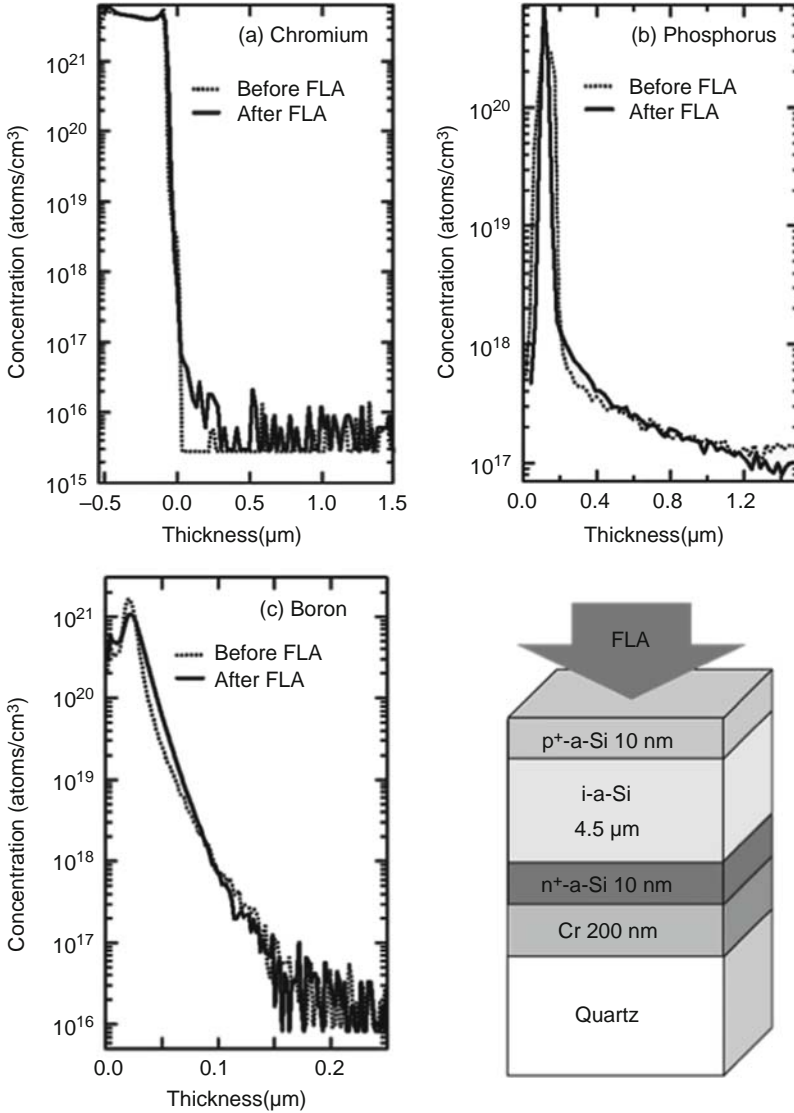 (a) Chromium
Before FLA
After FLA
Concentration (atoms/cm³)
10²¹
10²⁰
10¹⁹
10¹⁸
10¹⁷
10¹⁶
10¹⁵
–0.5 0.0 0.5 1.0 1.5
Thickness(μm)
(b) Phosphorus
Before FLA
After FLA
Concentration (atoms/cm³)
10²⁰
10¹⁹
10¹⁸
10¹⁷
0.0 0.4 0.8 1.2
Thickness(μm)
(c) Boron
Before FLA
After FLA
Concentration (atoms/cm³)
10²¹
10²⁰
10¹⁹
10¹⁸
10¹⁷
10¹⁶
0.0 0.1 0.2
Thickness(μm)
FLA
p⁺-a-Si 10 nm
i-a-Si
4.5 μm
n⁺-a-Si 10 nm
Cr 200 nm
Quartz